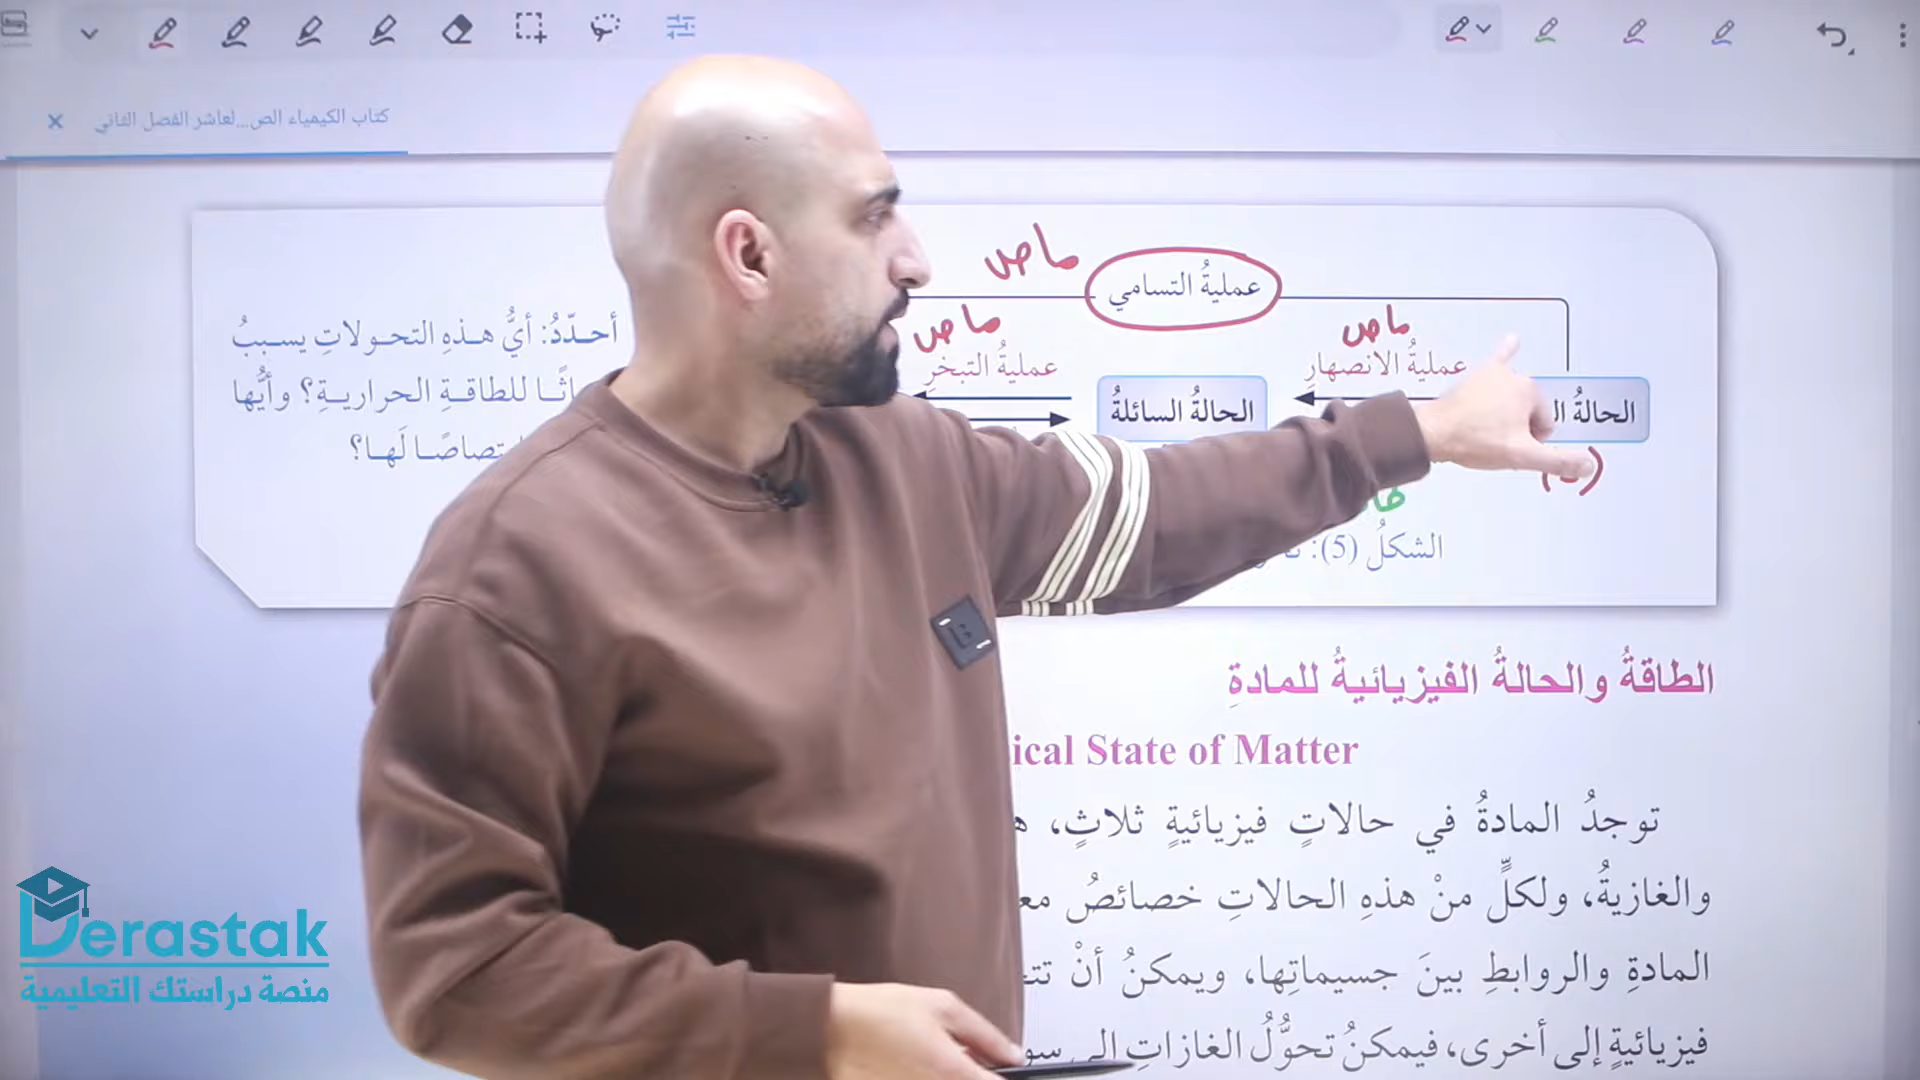 كتاب الكيمياء الص...لعاشر الفصل الثاني
ماص
عمليةُ التسامي
ماص
ماص
عمليةُ الانصهارِ
عمليةُ التبخرِ
الحالةُ
الحالةُ السائلةُ
(s)
أحدّدُ: أيُّ هذهِ التحولاتِ يسببُ
للطاقةِ الحراريةِ؟ وأيُّها
لَها؟
الشكلُ (5):
الطاقةُ والحالةُ الفيزيائيةُ للمادةِ
State of Matter
توجدُ المادةُ في حالاتٍ فيزيائيةٍ ثلاثٍ،
والغازيةُ، ولكلٍّ منْ هذهِ الحالاتِ خصائصُ
المادةِ والروابطِ بينَ جسيماتِها، ويمكنُ أنْ
فيزيائيةٍ إلى أخرى، فيمكنُ تحوُّلُ الغازاتِ إلى
Derastak
منصة دراستك التعليمية